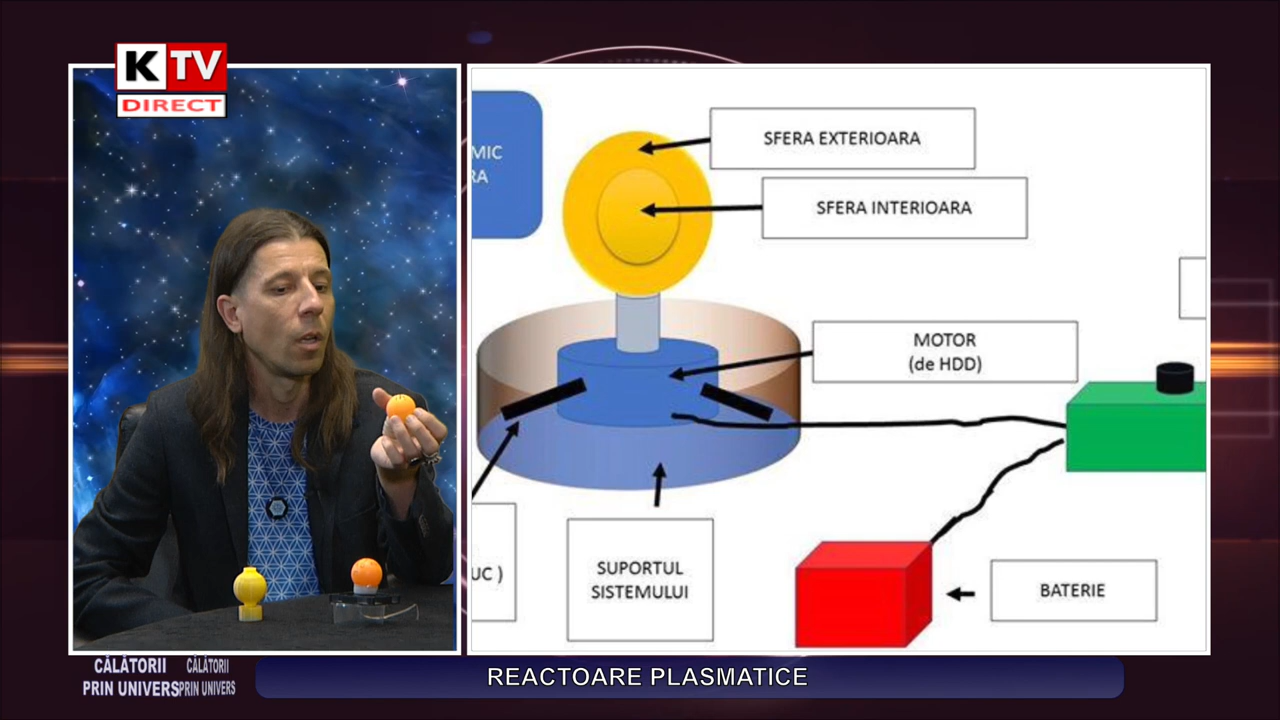 K TV
DIRECT
MIC
RA
SFERA EXTERIOARA
SFERA INTERIOARA
MOTOR
(de HDD)
UC )
SUPORTUL
SISTEMULUI
BATERIE
CĂLĂTORII
PRIN UNIVERS
CĂLĂTORII
PRIN UNIVERS
REACTOARE PLASMATICE